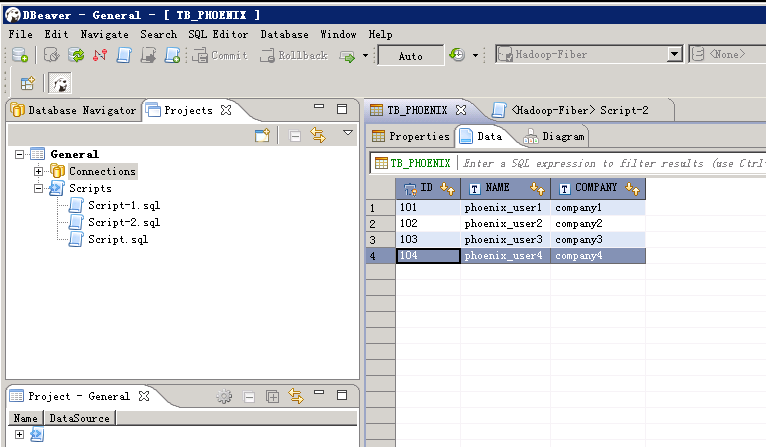 DBeaver - General - [ TB_PHOENIX ]
File Edit Navigate Search SQL Editor Database Window Help
Commit Rollback Auto Hadoop-Fiber <None>
Database Navigator Projects
General
Connections
Scripts
Script-1.sql
Script-2.sql
Script.sql
Project - General
Name DataSource
TB_PHOENIX <Hadoop-Fiber> Script-2
Properties Data Diagram
TB_PHOENIX Enter a SQL expression to filter results (use Ctrl
ID NAME COMPANY
1 101 phoenix_user1 company1
2 102 phoenix_user2 company2
3 103 phoenix_user3 company3
4 104 phoenix_user4 company4